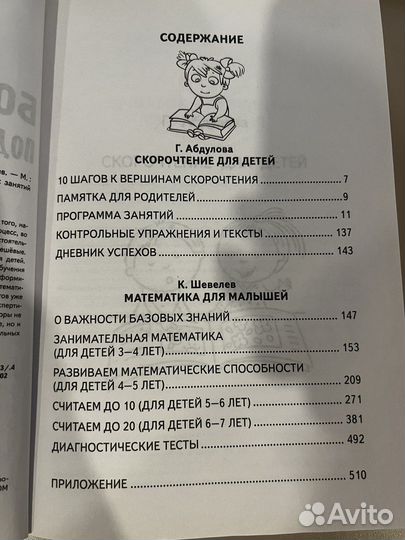 СОДЕРЖАНИЕ
Г. Абдулова
СКОРОЧТЕНИЕ ДЛЯ ДЕТЕЙ
10 ШАГОВ К ВЕРШИНАМ СКОРОЧТЕНИЯ 7
ПАМЯТКА ДЛЯ РОДИТЕЛЕЙ 9
ПРОГРАММА ЗАНЯТИЙ 11
КОНТРОЛЬНЫЕ УПРАЖНЕНИЯ И ТЕКСТЫ 137
ДНЕВНИК УСПЕХОВ 143
К. Шевелев
МАТЕМАТИКА ДЛЯ МАЛЫШЕЙ
О ВАЖНОСТИ БАЗОВЫХ ЗНАНИЙ 147
ЗАНИМАТЕЛЬНАЯ МАТЕМАТИКА
(ДЛЯ ДЕТЕЙ 3–4 ЛЕТ) 153
РАЗВИВАЕМ МАТЕМАТИЧЕСКИЕ СПОСОБНОСТИ
(ДЛЯ ДЕТЕЙ 4–5 ЛЕТ) 209
СЧИТАЕМ ДО 10 (ДЛЯ ДЕТЕЙ 5–6 ЛЕТ) 271
СЧИТАЕМ ДО 20 (ДЛЯ ДЕТЕЙ 6–7 ЛЕТ) 381
ДИАГНОСТИЧЕСКИЕ ТЕСТЫ 492
ПРИЛОЖЕНИЕ 510
Avito